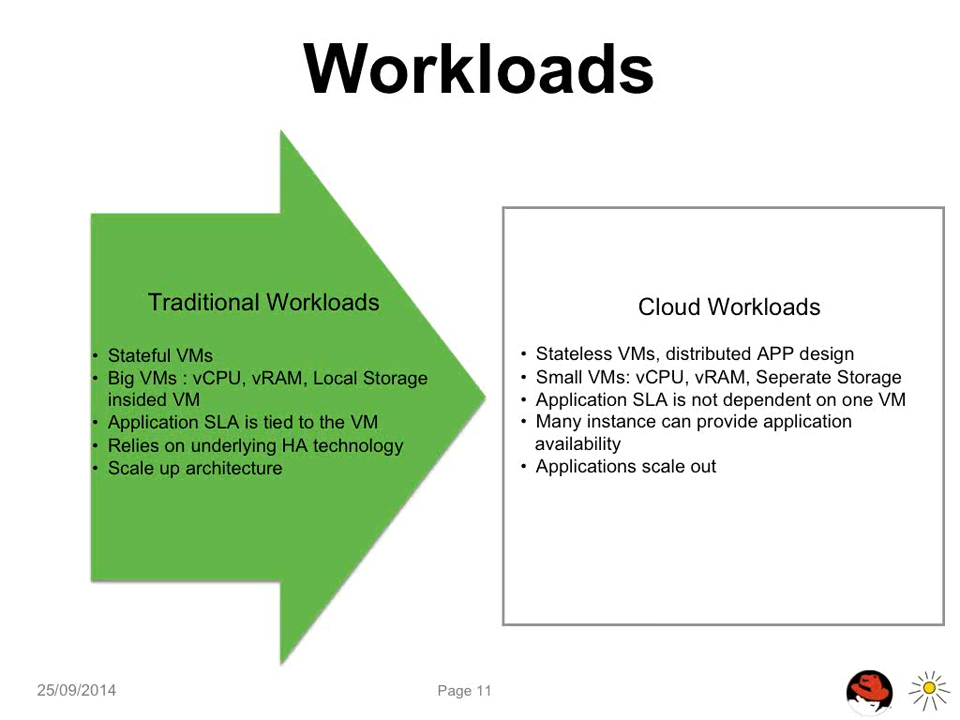 Workloads
Traditional Workloads
• Stateful VMs
• Big VMs : vCPU, vRAM, Local Storage
insided VM
• Application SLA is tied to the VM
• Relies on underlying HA technology
• Scale up architecture
Cloud Workloads
• Stateless VMs, distributed APP design
• Small VMs: vCPU, vRAM, Seperate Storage
• Application SLA is not dependent on one VM
• Many instance can provide application
availability
• Applications scale out
25/09/2014
Page 11